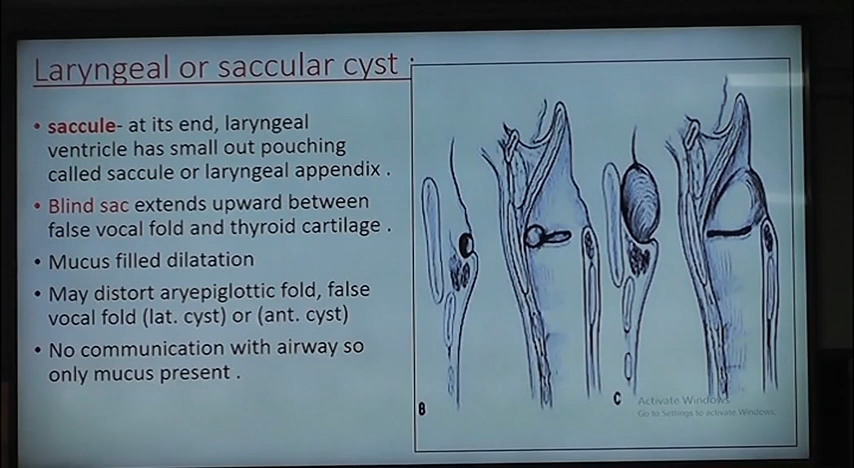 Laryngeal or saccular cyst :
• saccule- at its end, laryngeal
ventricle has small out pouching
called saccule or laryngeal appendix .
• Blind sac extends upward between
false vocal fold and thyroid cartilage .
• Mucus filled dilatation
• May distort aryepiglottic fold, false
vocal fold (lat. cyst) or (ant. cyst)
• No communication with airway so
only mucus present .
B
C
Activate Windows
Go to Settings to activate Windows.